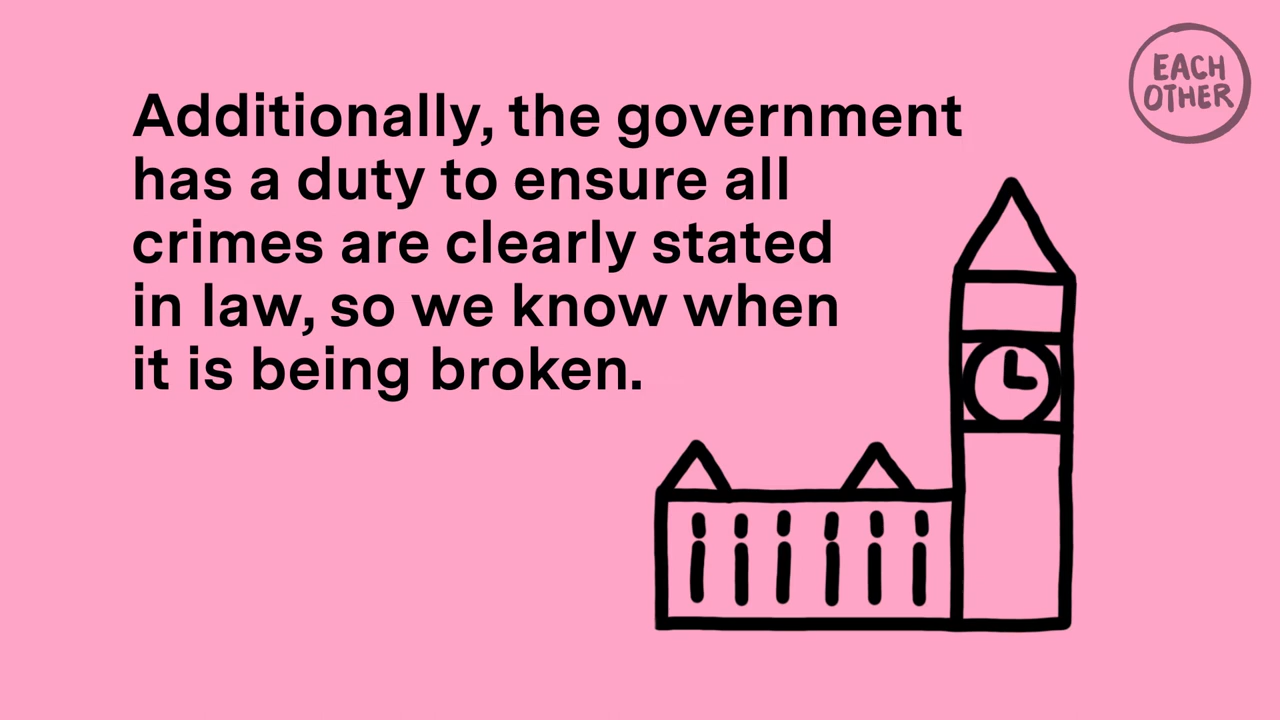 EACH
OTHER
Additionally, the government
has a duty to ensure all
crimes are clearly stated
in law, so we know when
it is being broken.